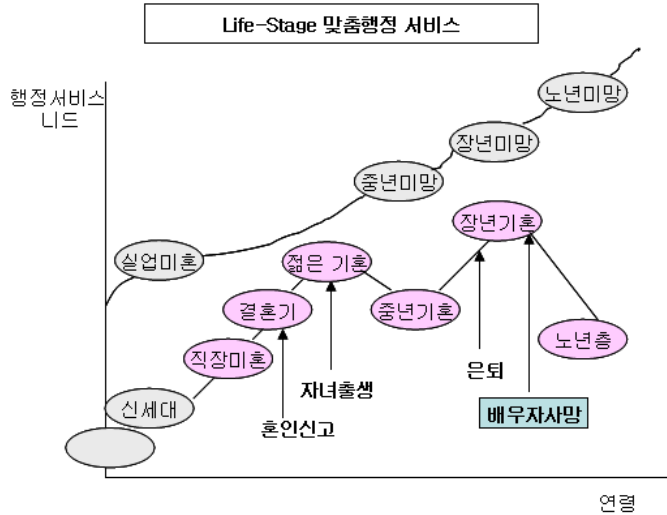 Life-Stage 맞춤행정 서비스
행정서비스
니드
노년미망
장년미망
중년미망
장년기혼
실업미혼
젊은 기혼
결혼기
중년기혼
노년층
직장미혼
은퇴
자녀출생
신세대
배우자사망
혼인신고
연령